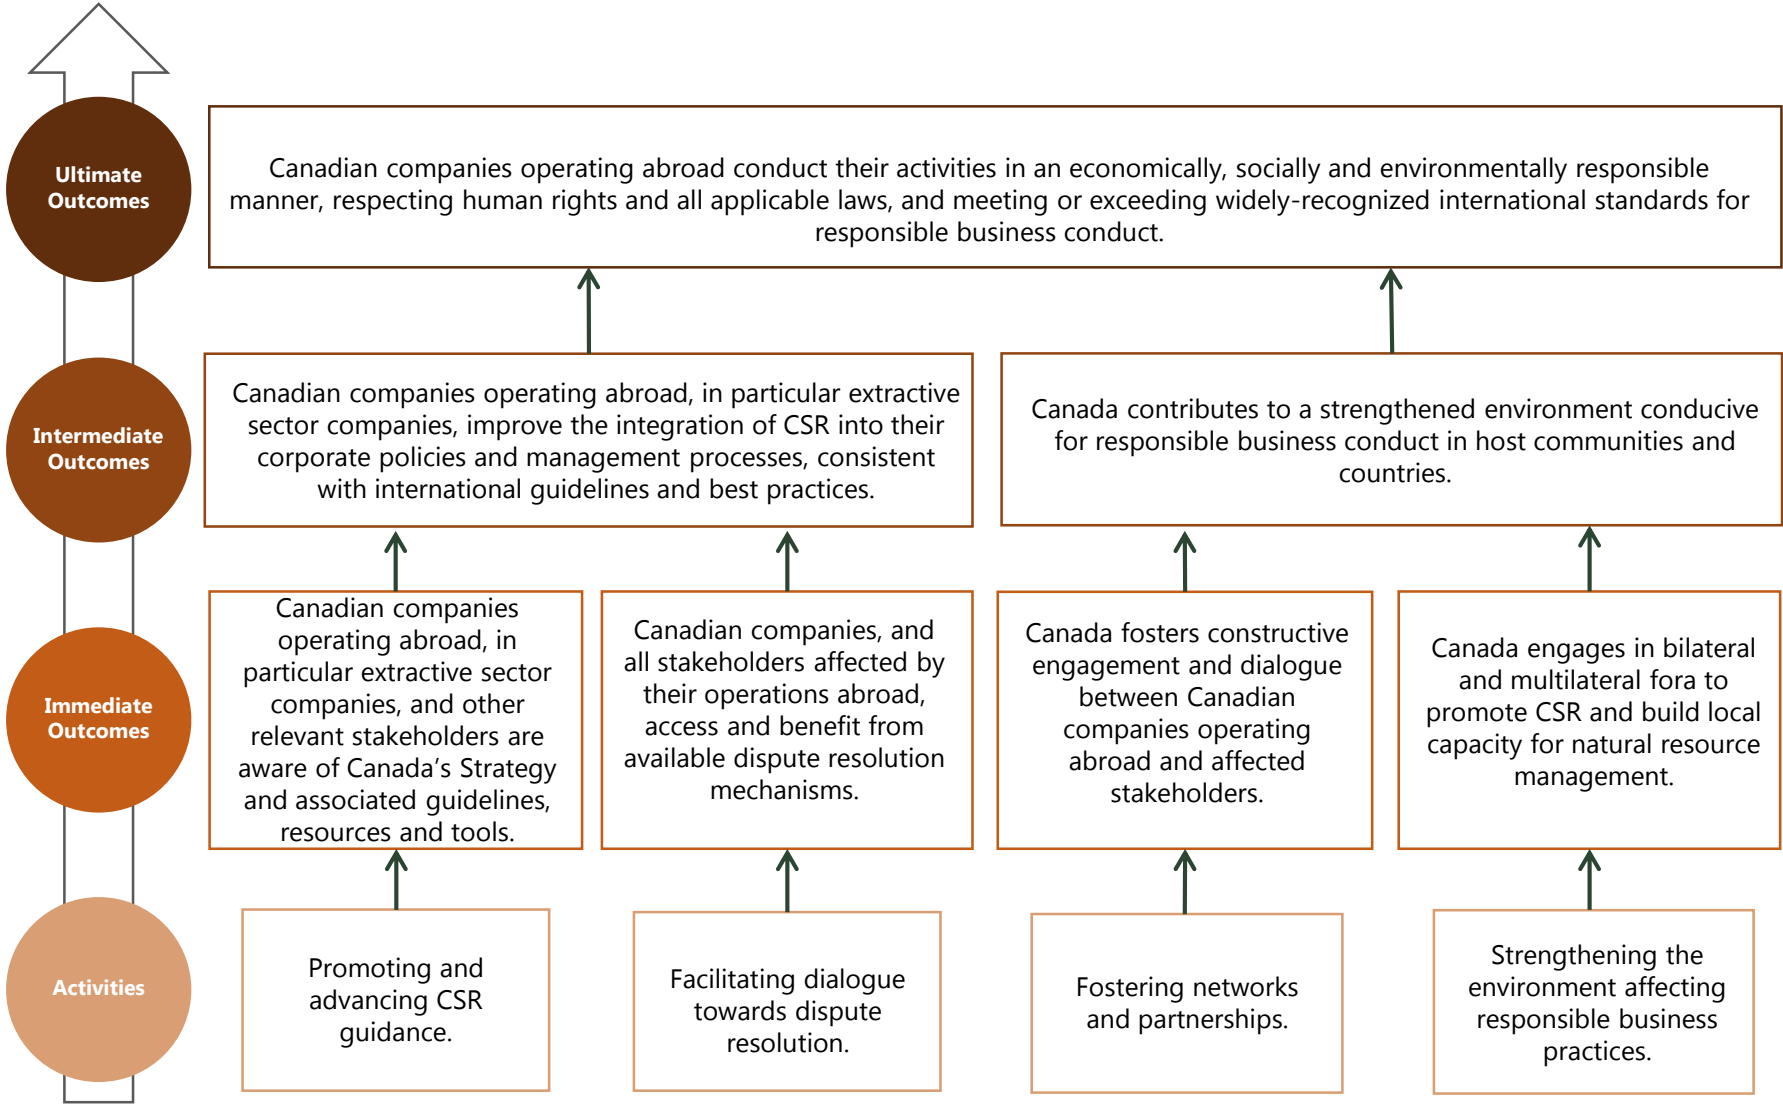 Ultimate
Outcomes
Canadian companies operating abroad conduct their activities in an economically, socially and environmentally responsible
manner, respecting human rights and all applicable laws, and meeting or exceeding widely-recognized international standards for
responsible business conduct.
Intermediate
Outcomes
Canadian companies operating abroad, in particular extractive
sector companies, improve the integration of CSR into their
corporate policies and management processes, consistent
with international guidelines and best practices.
Canada contributes to a strengthened environment conducive
for responsible business conduct in host communities and
countries.
Immediate
Outcomes
Canadian companies
operating abroad, in
particular extractive sector
companies, and other
relevant stakeholders are
aware of Canada’s Strategy
and associated guidelines,
resources and tools.
Canadian companies, and
all stakeholders affected by
their operations abroad,
access and benefit from
available dispute resolution
mechanisms.
Canada fosters constructive
engagement and dialogue
between Canadian
companies operating
abroad and affected
stakeholders.
Canada engages in bilateral
and multilateral fora to
promote CSR and build local
capacity for natural resource
management.
Activities
Promoting and
advancing CSR
guidance.
Facilitating dialogue
towards dispute
resolution.
Fostering networks
and partnerships.
Strengthening the
environment affecting
responsible business
practices.